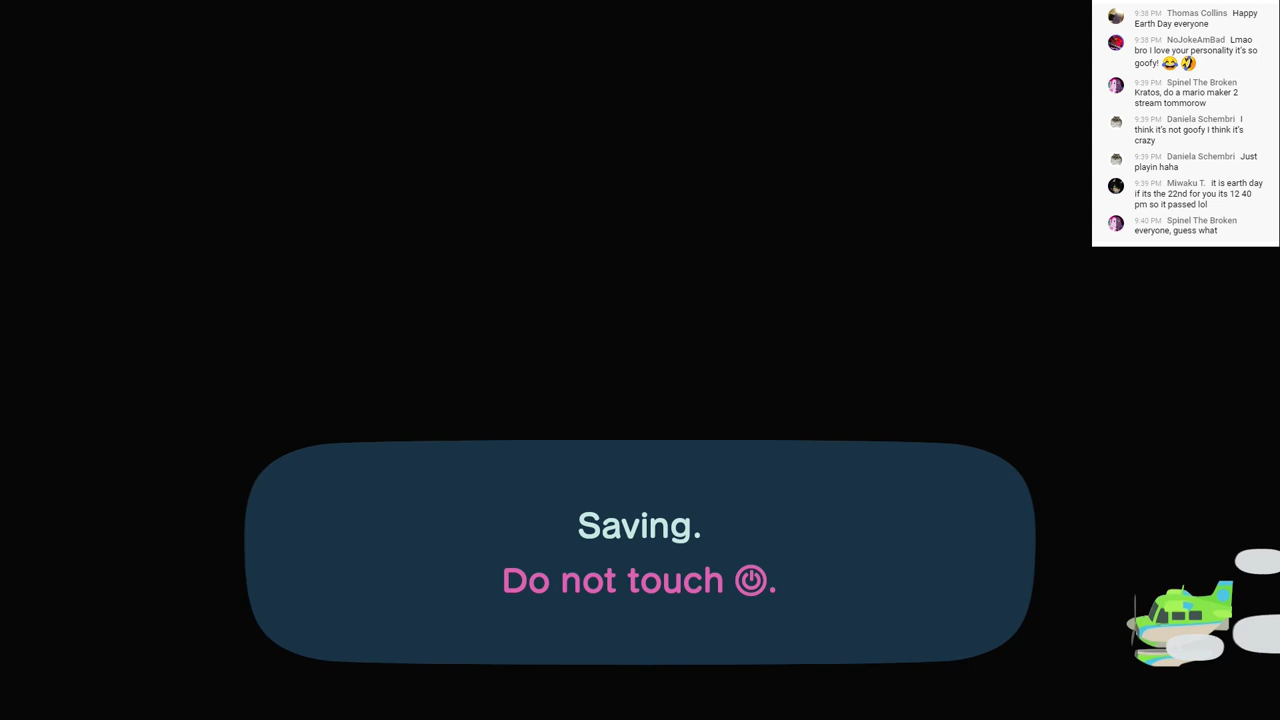 9:38 PM Thomas Collins Happy
Earth Day everyone
9:38 PM NoJokeAmBad Lmao
bro I love your personality it's so
goofy! 😂 🤣
9:39 PM Spinel The Broken
Kratos, do a mario maker 2
stream tommorow
9:39 PM Daniela Schembri I
think it's not goofy I think it's
crazy
9:39 PM Daniela Schembri Just
playin haha
9:39 PM Miwaku T. it is earth day
if its the 22nd for you its 12 40
pm so it passed lol
9:40 PM Spinel The Broken
everyone, guess what
Saving.
Do not touch ⏻.